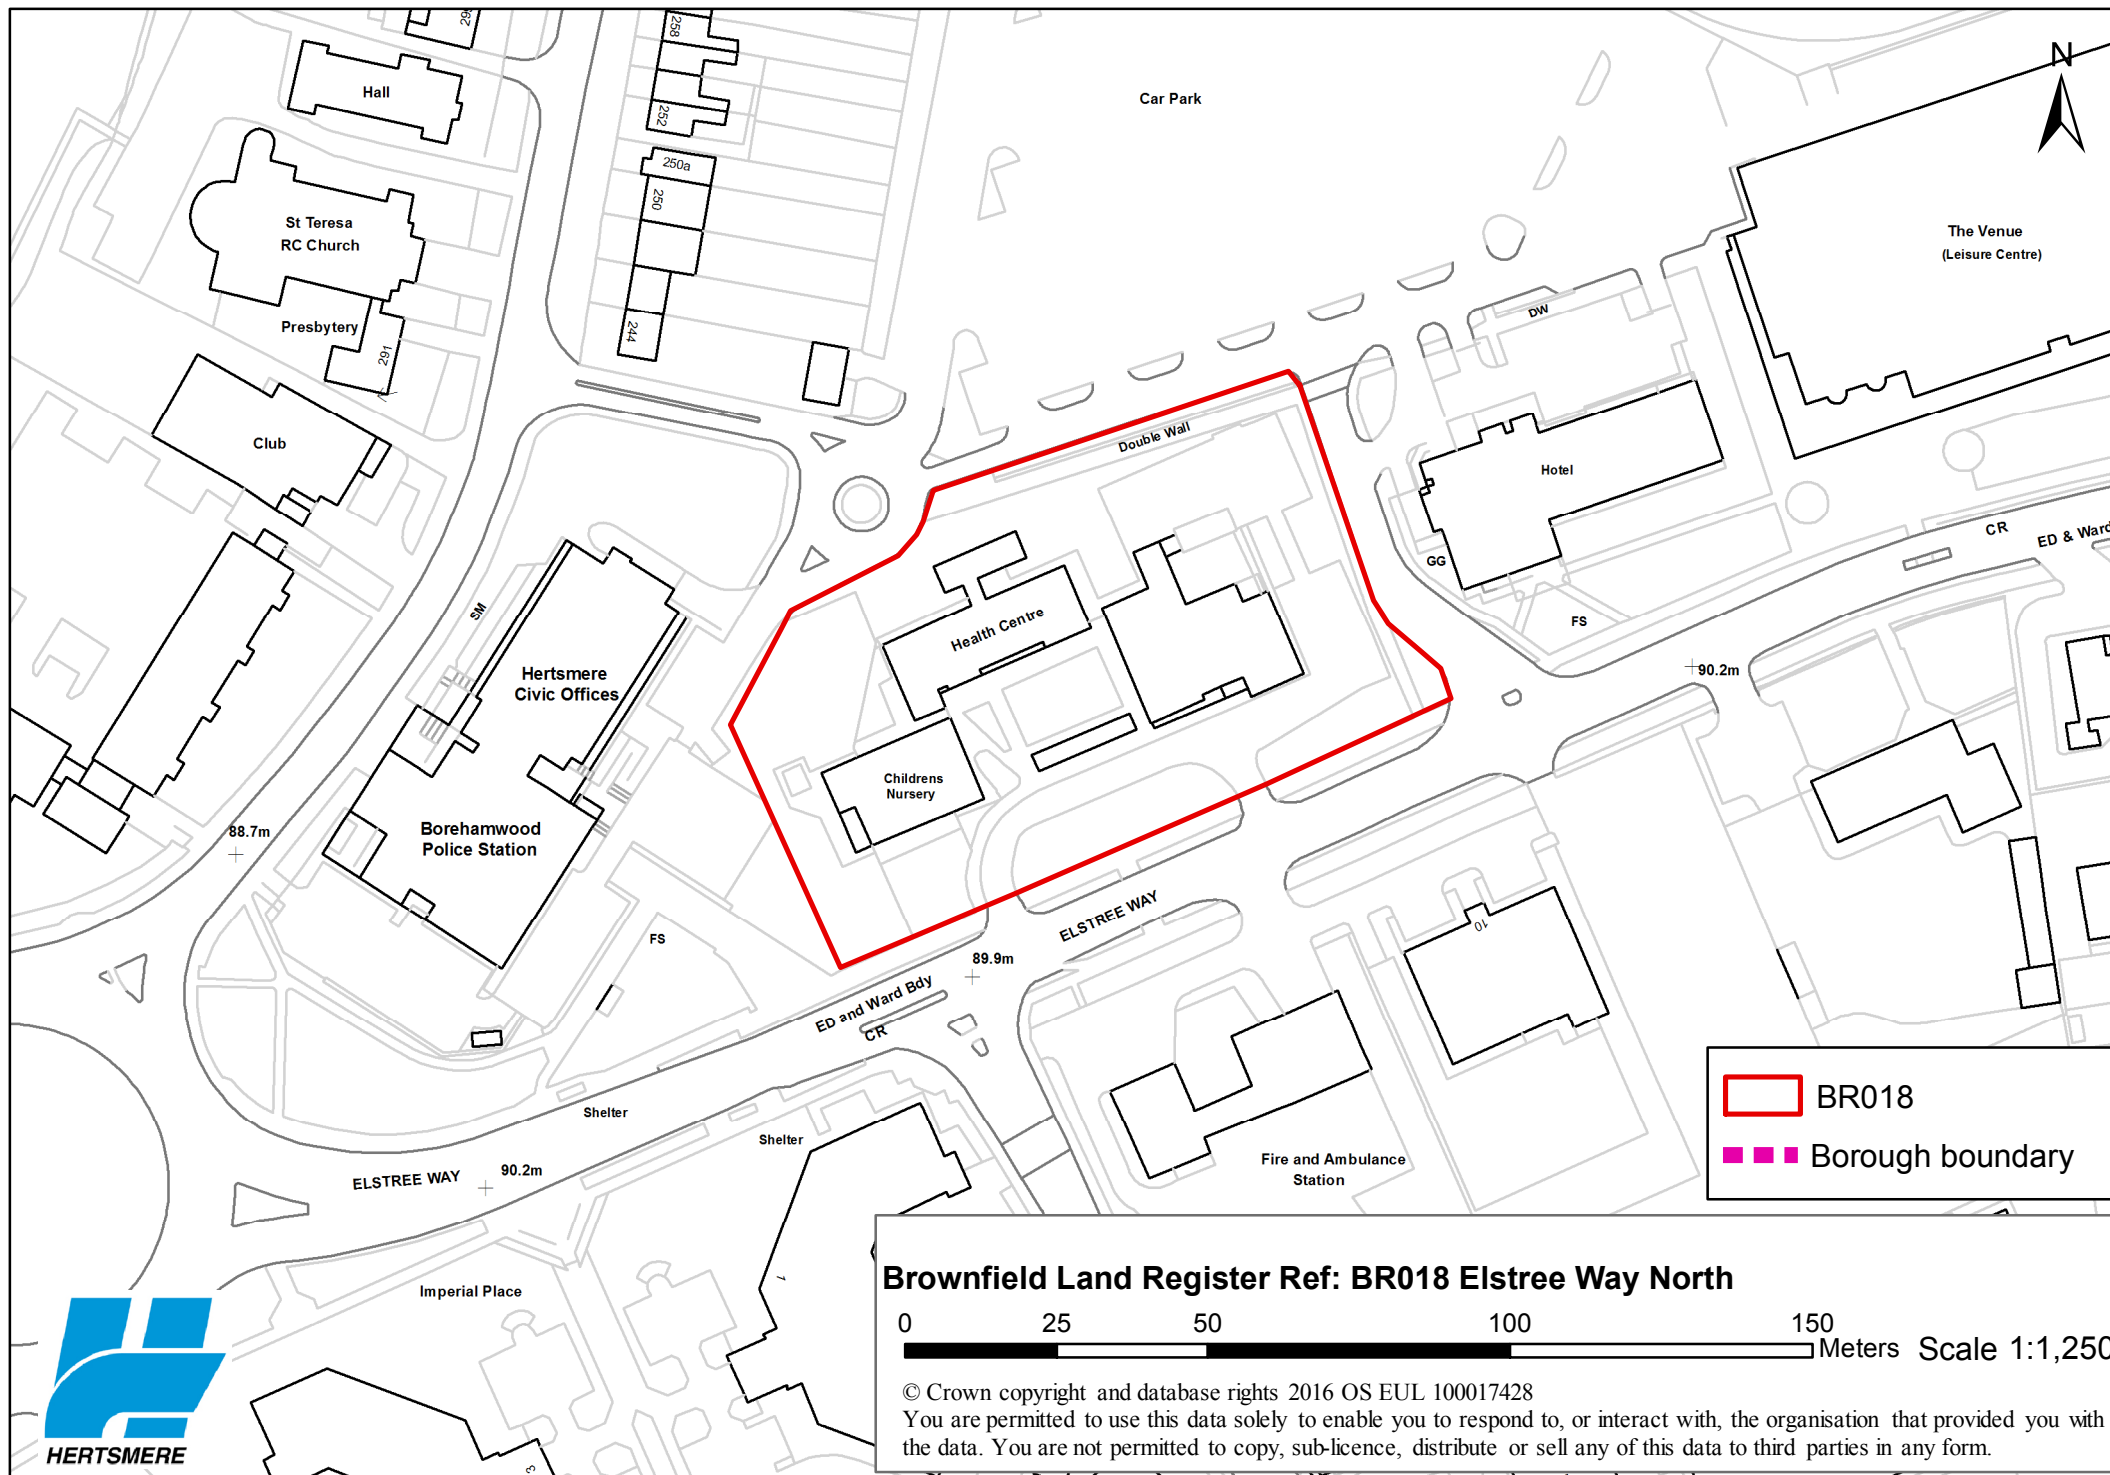 296
258
Hall
252
Car Park
N
250a
250
St Teresa
RC Church
The Venue
(Leisure Centre)
Presbytery
291
244
DW
Club
Double Wall
Hotel
CR
ED & Ward
GG
SM
Health Centre
FS
Hertsmere
Civic Offices
90.2m
Childrens
Nursery
88.7m
Borehamwood
Police Station
ELSTREE WAY
10
FS
89.9m
ED and Ward Bdy
CR
Shelter
Shelter
BR018
Borough boundary
Fire and Ambulance
Station
ELSTREE WAY
90.2m
1
Imperial Place
Brownfield Land Register Ref: BR018 Elstree Way North
0 25 50 100 150
Meters Scale 1:1,250
© Crown copyright and database rights 2016 OS EUL 100017428
You are permitted to use this data solely to enable you to respond to, or interact with, the organisation that provided you with
the data. You are not permitted to copy, sub-licence, distribute or sell any of this data to third parties in any form.
HERTSMERE
3